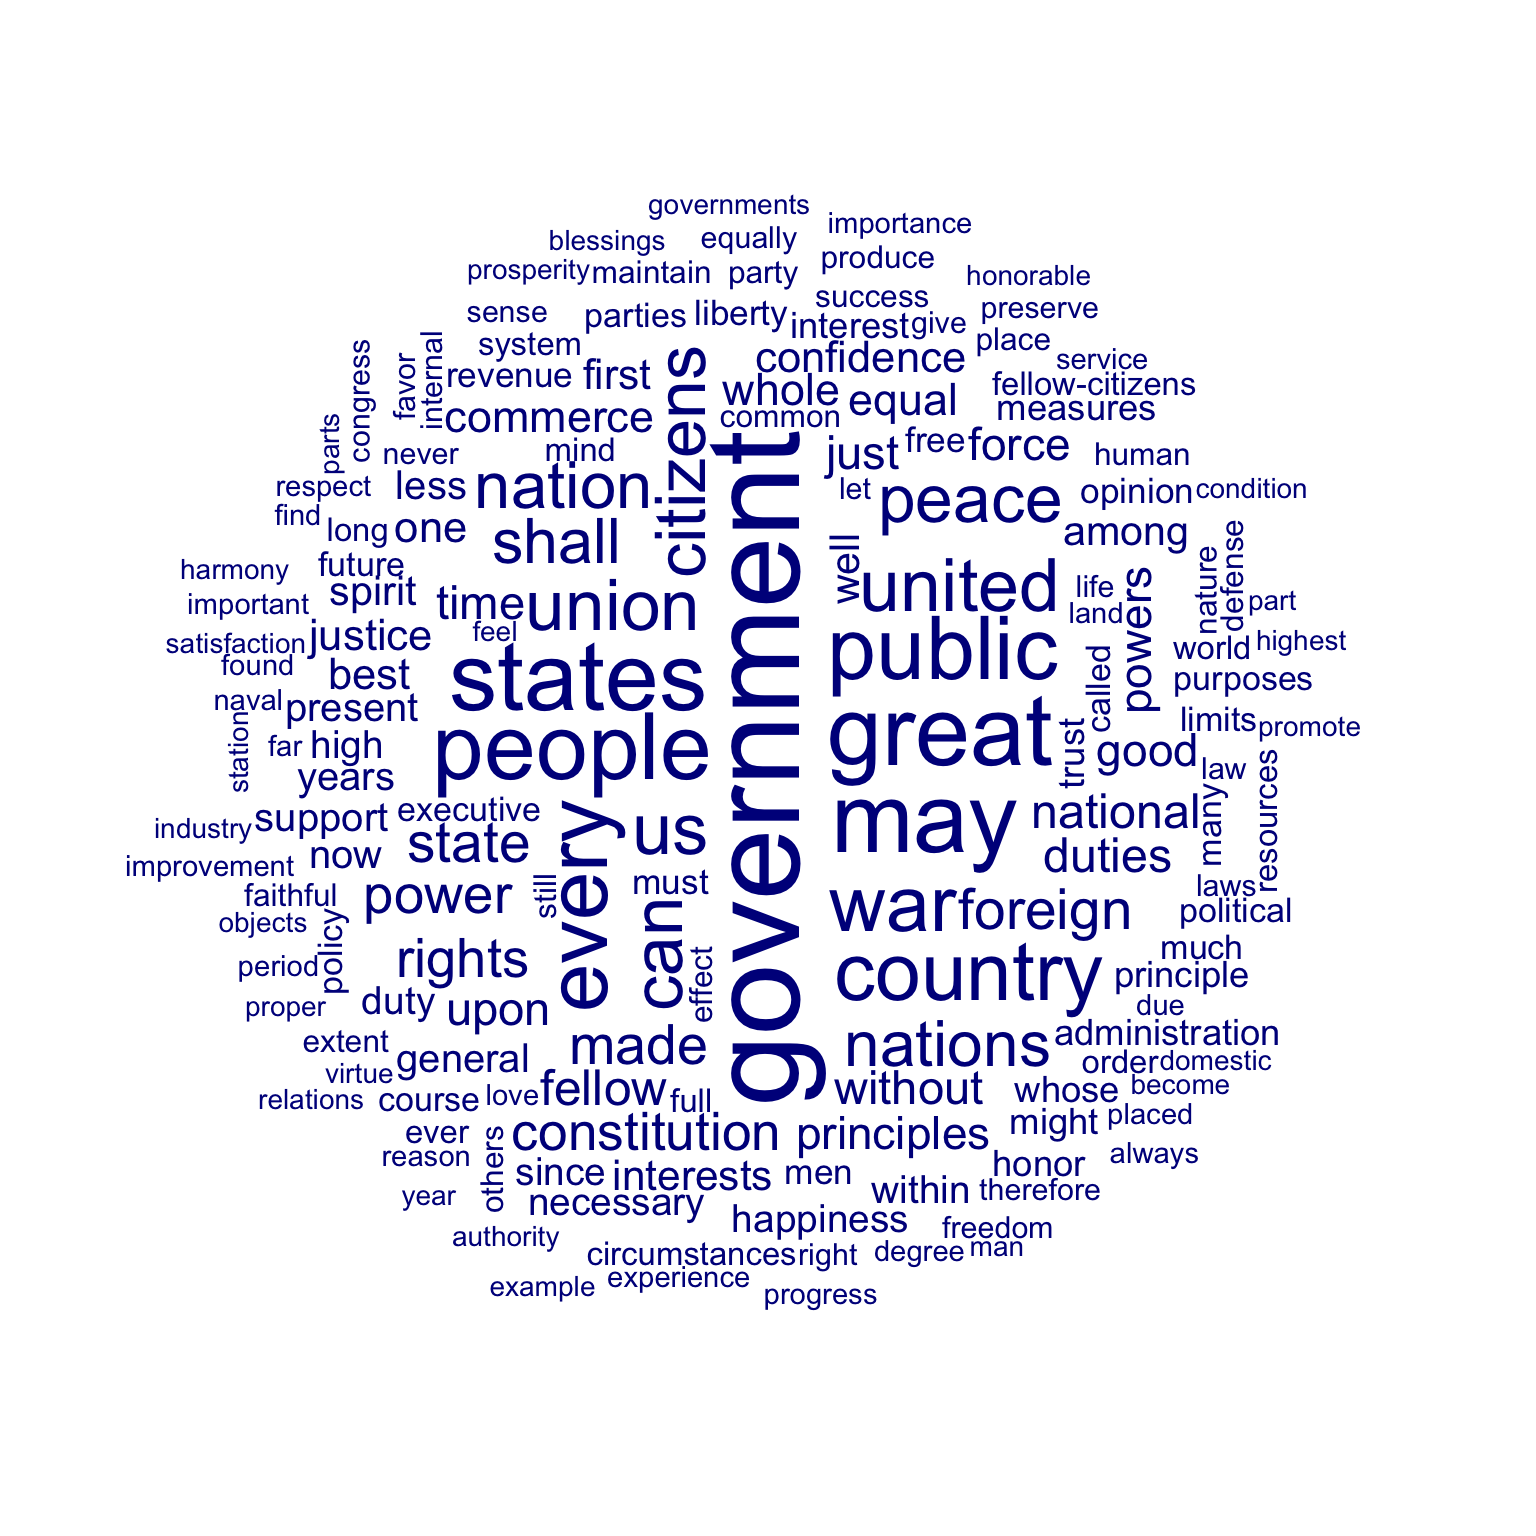 governments
importance
blessings equally
produce
prosperity maintain party
honorable
success
sense
parties liberty
preserve
interest give
system
place
confidence
service
congress
favor
internal
revenue first
citizens
whole
fellow-citizens
commerce
common
equal
measures
parts
never
mind
government
just free force
human
respect less nation
let peace opinion condition
find
long one shall
among
well
nature
defense
harmony future
important spirit time union
united life
land
powers
part
satisfaction justice feel
public
called
world highest
found best states
purposes
naval present
limits promote
station
far high people
great
trust
good
years
law
many
resources
industry support executive
every
us
may national
improvement now state
duties
faithful power still must
laws
objects
policy
can
war foreign political
period rights
effect
country much
principle
proper duty upon
due
extent general made
nations administration
virtue
order domestic
relations course love fellow full
without whose become
ever
constitution principles might placed
reason
others
since interests men honor always
year
necessary
within therefore
authority
happiness freedom
circumstances right degree man
example experience
progress